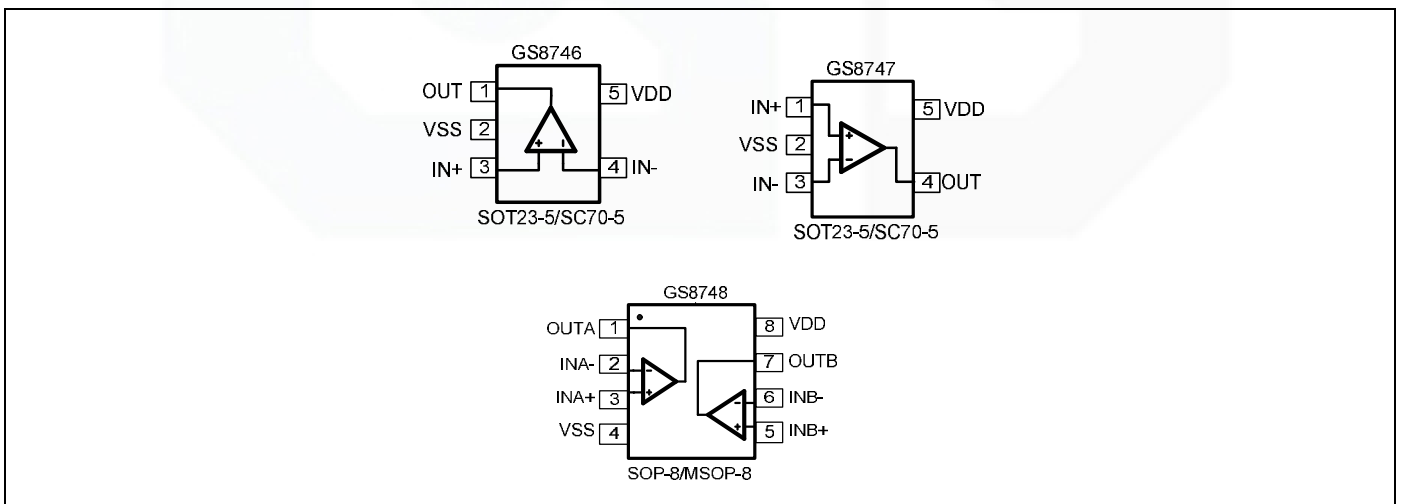 GS8746
OUT 1
5 VDD
VSS 2
IN+ 3
4 IN-
SOT23-5/SC70-5
GS8747
IN+ 1
5 VDD
VSS 2
IN- 3
4 OUT
SOT23-5/SC70-5
GS8748
OUTA 1
8 VDD
INA- 2
7 OUTB
INA+ 3
6 INB-
VSS 4
5 INB+
SOP-8/MSOP-8